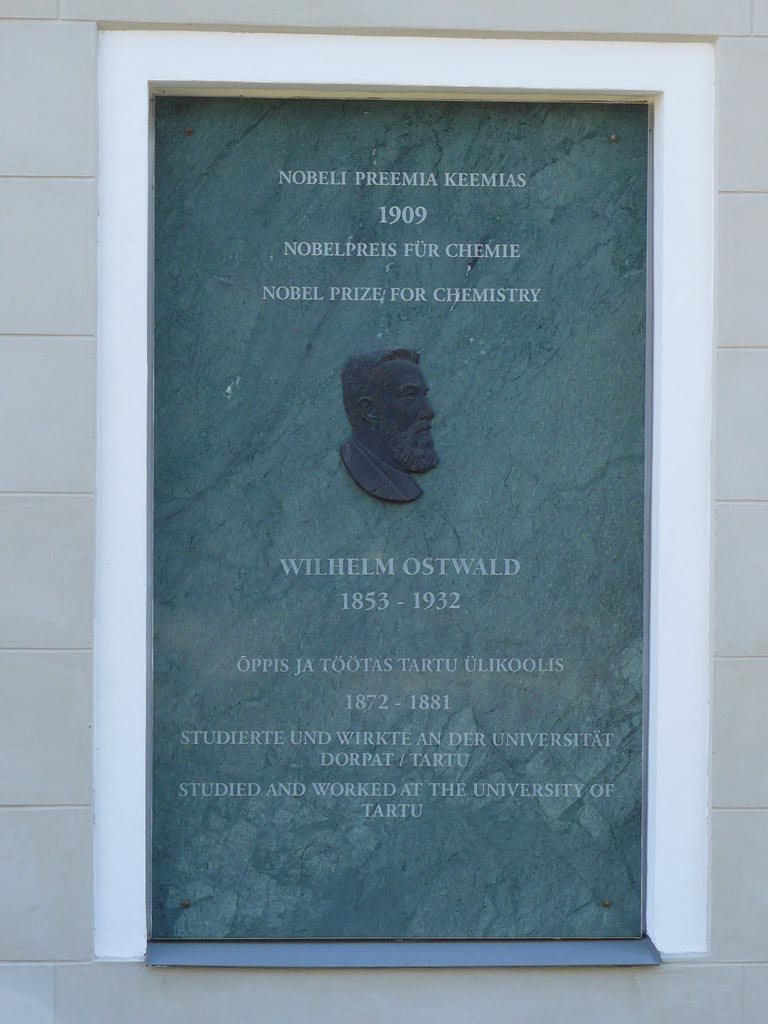 NOBELI PREEMIA KEEMIAS
1909
NOBELPREIS FÜR CHEMIE
NOBEL PRIZE FOR CHEMISTRY
WILHELM OSTWALD
1853 - 1932
ÕPPIS JA TÖÖTAS TARTU ÜLIKOOLIS
1872 - 1881
STUDIERTE UND WIRKTE AN DER UNIVERSITÄT
DORPAT / TARTU
STUDIED AND WORKED AT THE UNIVERSITY OF
TARTU